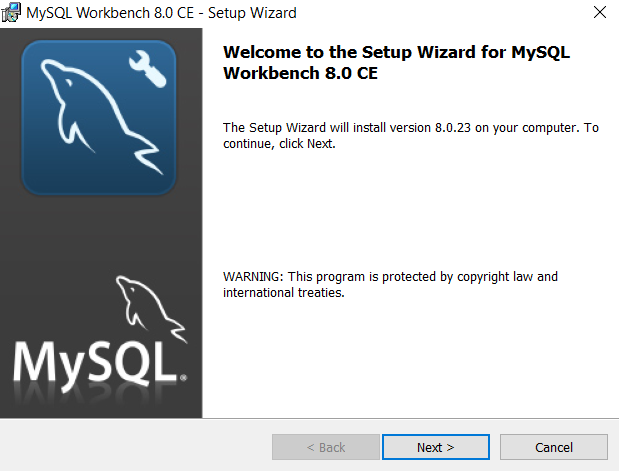 MySQL Workbench 8.0 CE - Setup Wizard
Welcome to the Setup Wizard for MySQL
Workbench 8.0 CE
The Setup Wizard will install version 8.0.23 on your computer. To
continue, click Next.
WARNING: This program is protected by copyright law and
international treaties.
MySQL®
< Back
Next >
Cancel